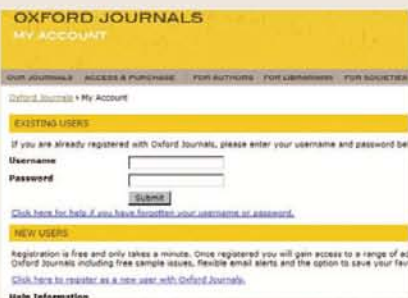 OXFORD JOURNALS
MY ACCOUNT
OUR JOURNALS ACCESS & PURCHASE FOR AUTHORS FOR LIBRARIANS FOR SOCIETIES
Oxford Journals > My Account
EXISTING USERS
If you are already registered with Oxford Journals, please enter your username and password
Username
Password
Submit
Click here for help if you have forgotten your username or password.
NEW USERS
Registration is free and only takes a minute. Once registered you will gain access to a range of
Oxford Journals including free sample issues, flexible email alerts and the option to save your
Click here to register as a new user with Oxford Journals.
Help Information